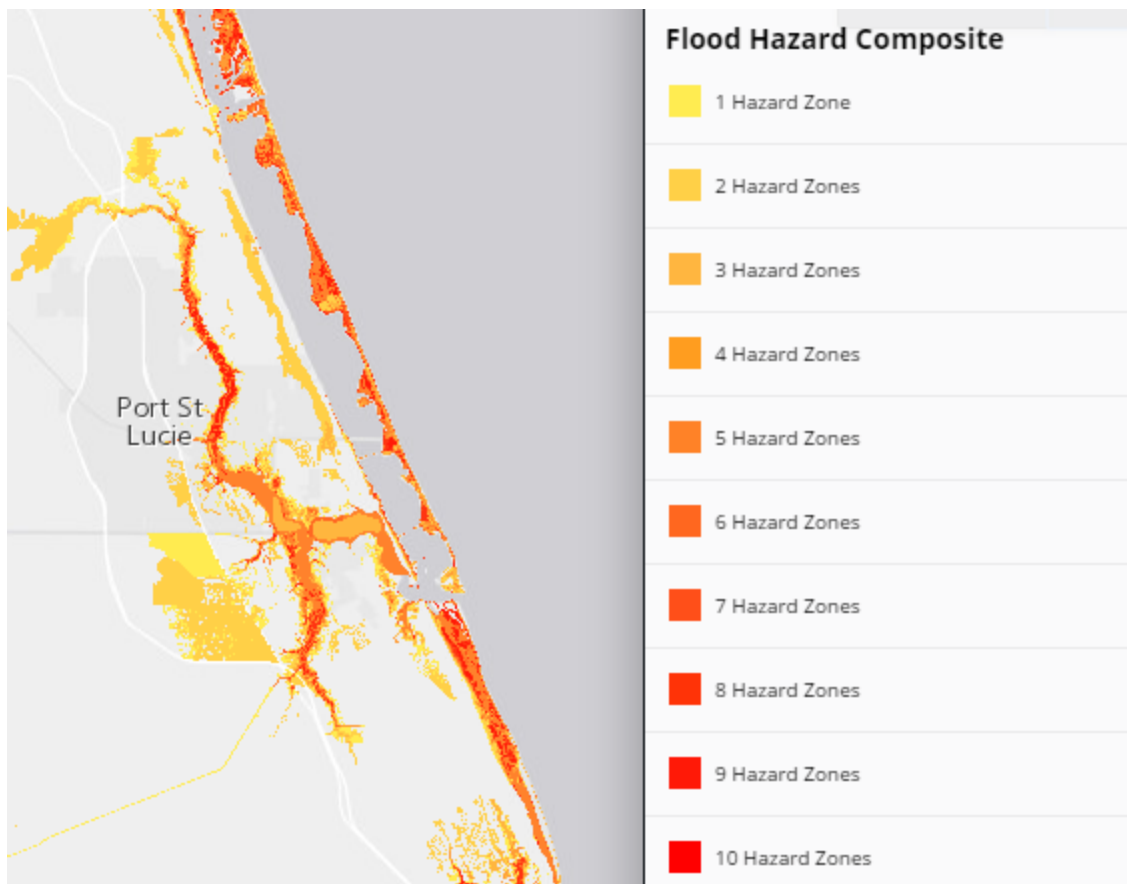 Flood Hazard Composite
1 Hazard Zone
2 Hazard Zones
3 Hazard Zones
4 Hazard Zones
5 Hazard Zones
6 Hazard Zones
7 Hazard Zones
8 Hazard Zones
9 Hazard Zones
10 Hazard Zones
Port St
Lucie